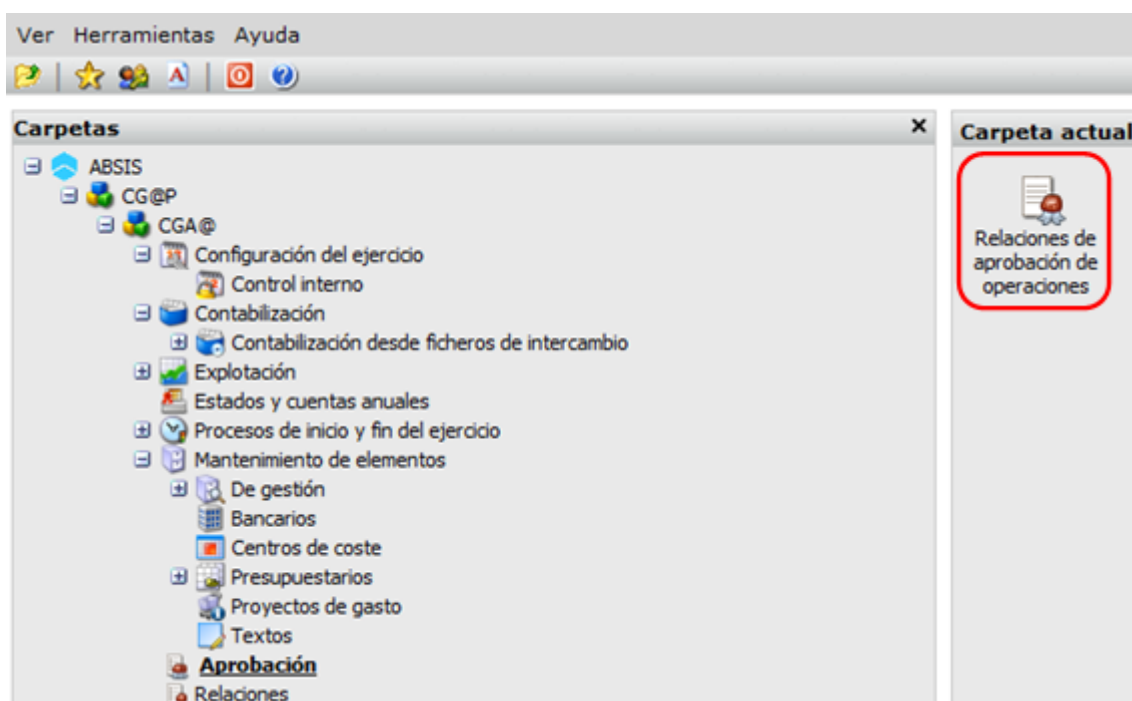 Ver Herramientas Ayuda
Carpetas
ABSIS
CG@P
CGA@
Configuración del ejercicio
Control interno
Contabilización
Contabilización desde ficheros de intercambio
Explotación
Estados y cuentas anuales
Procesos de inicio y fin del ejercicio
Mantenimiento de elementos
De gestión
Bancarios
Centros de coste
Presupuestarios
Proyectos de gasto
Textos
Aprobación
Relaciones
Carpeta actual
Relaciones de
aprobación de
operaciones